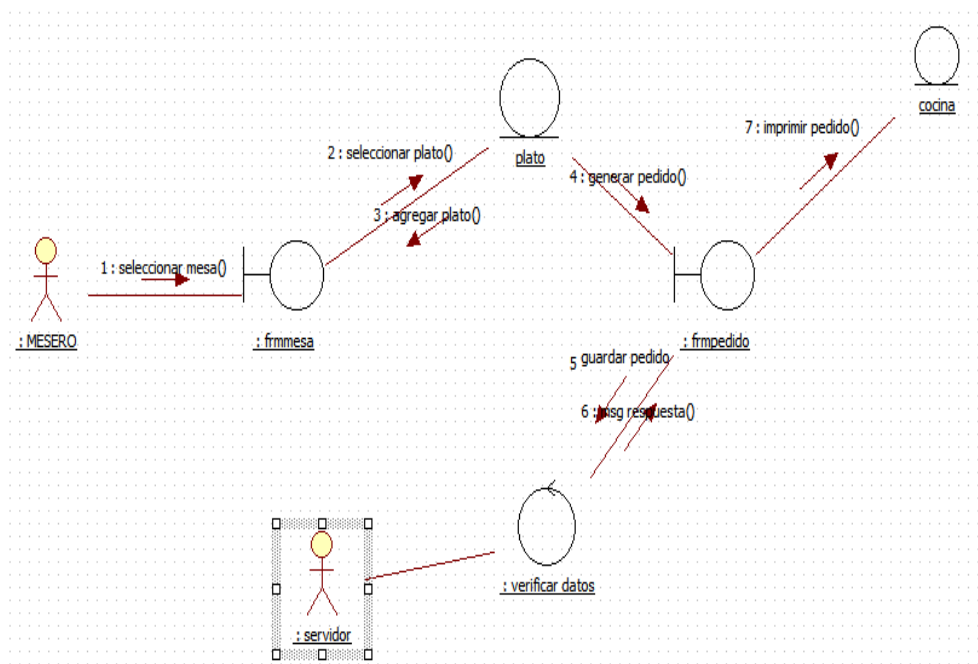 cocina
7 : imprimir pedido()
2 : seleccionar plato()
plato
4 : generar pedido()
3 : agregar plato()
1 : seleccionar mesa()
: MESERO
: frmmesa
: frmpedido
5 guardar pedido
6 : msg respuesta()
: verificar datos
: servidor